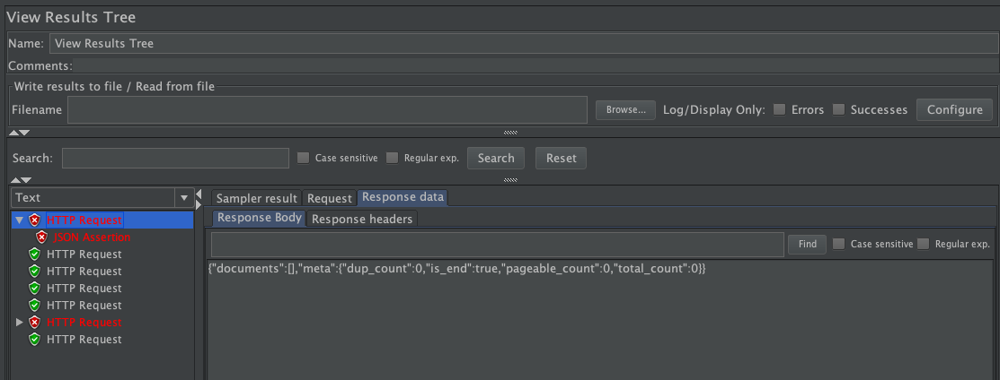 View Results Tree
Name: View Results Tree
Comments:
Write results to file / Read from file
Filename Browse... Log/Display Only: Errors Successes Configure
Search: Case sensitive Regular exp. Search Reset
Text
Sampler result Request Response data
HTTP Request
Response Body Response headers
JSON Assertion
Find Case sensitive Regular exp.
HTTP Request
{"documents":[],"meta":{"dup_count":0,"is_end":true,"pageable_count":0,"total_count":0}}
HTTP Request
HTTP Request
HTTP Request
HTTP Request
HTTP Request